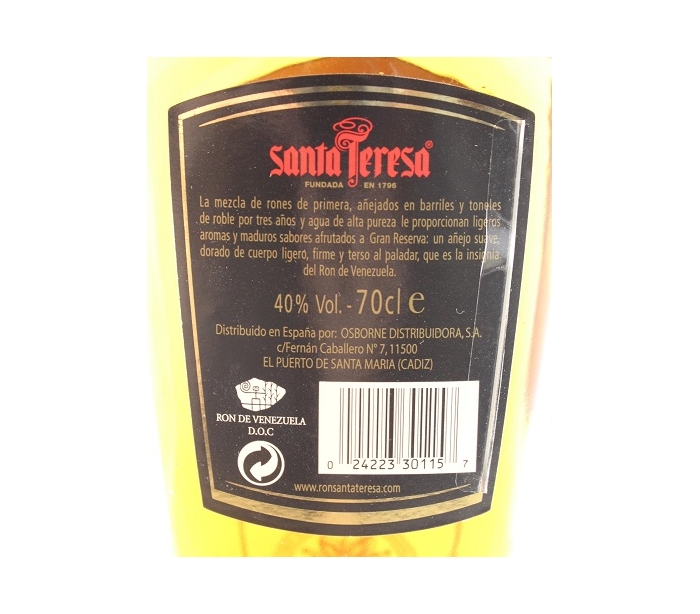 Santa Teresa®
FUNDADA EN 1796
La mezcla de rones de primera, añejados en barriles y toneles
de roble por tres años y agua de alta pureza le proporcionan ligeros
aromas y maduros sabores afrutados a Gran Reserva: un añejo suave,
dorado de cuerpo ligero, firme y terso al paladar, que es la insignia
del Ron de Venezuela.
40% Vol. - 70cl e
Distribuido en España por: OSBORNE DISTRIBUIDORA, S.A.
c/Fernán Caballero N° 7, 11500
EL PUERTO DE SANTA MARIA (CADIZ)
RON DE VENEZUELA
D.O.C
0 24223 30115 7
www.ronsantateresa.com